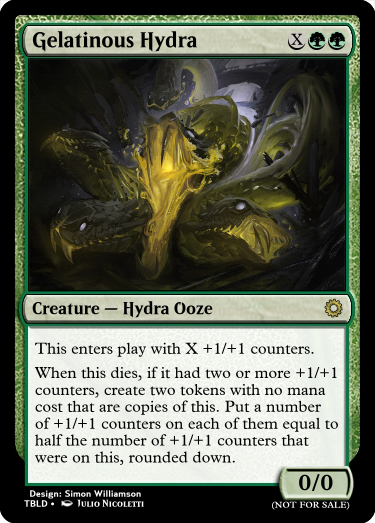 Gelatinous Hydra X
Creature — Hydra Ooze
This enters play with X +1/+1 counters.
When this dies, if it had two or more +1/+1
counters, create two tokens with no mana
cost that are copies of this. Put a number
of +1/+1 counters on each of them equal to
half the number of +1/+1 counters that
were on this, rounded down.
0/0
Design: Simon Williamson
TBLD • Julio Nicoletti
(NOT FOR SALE)